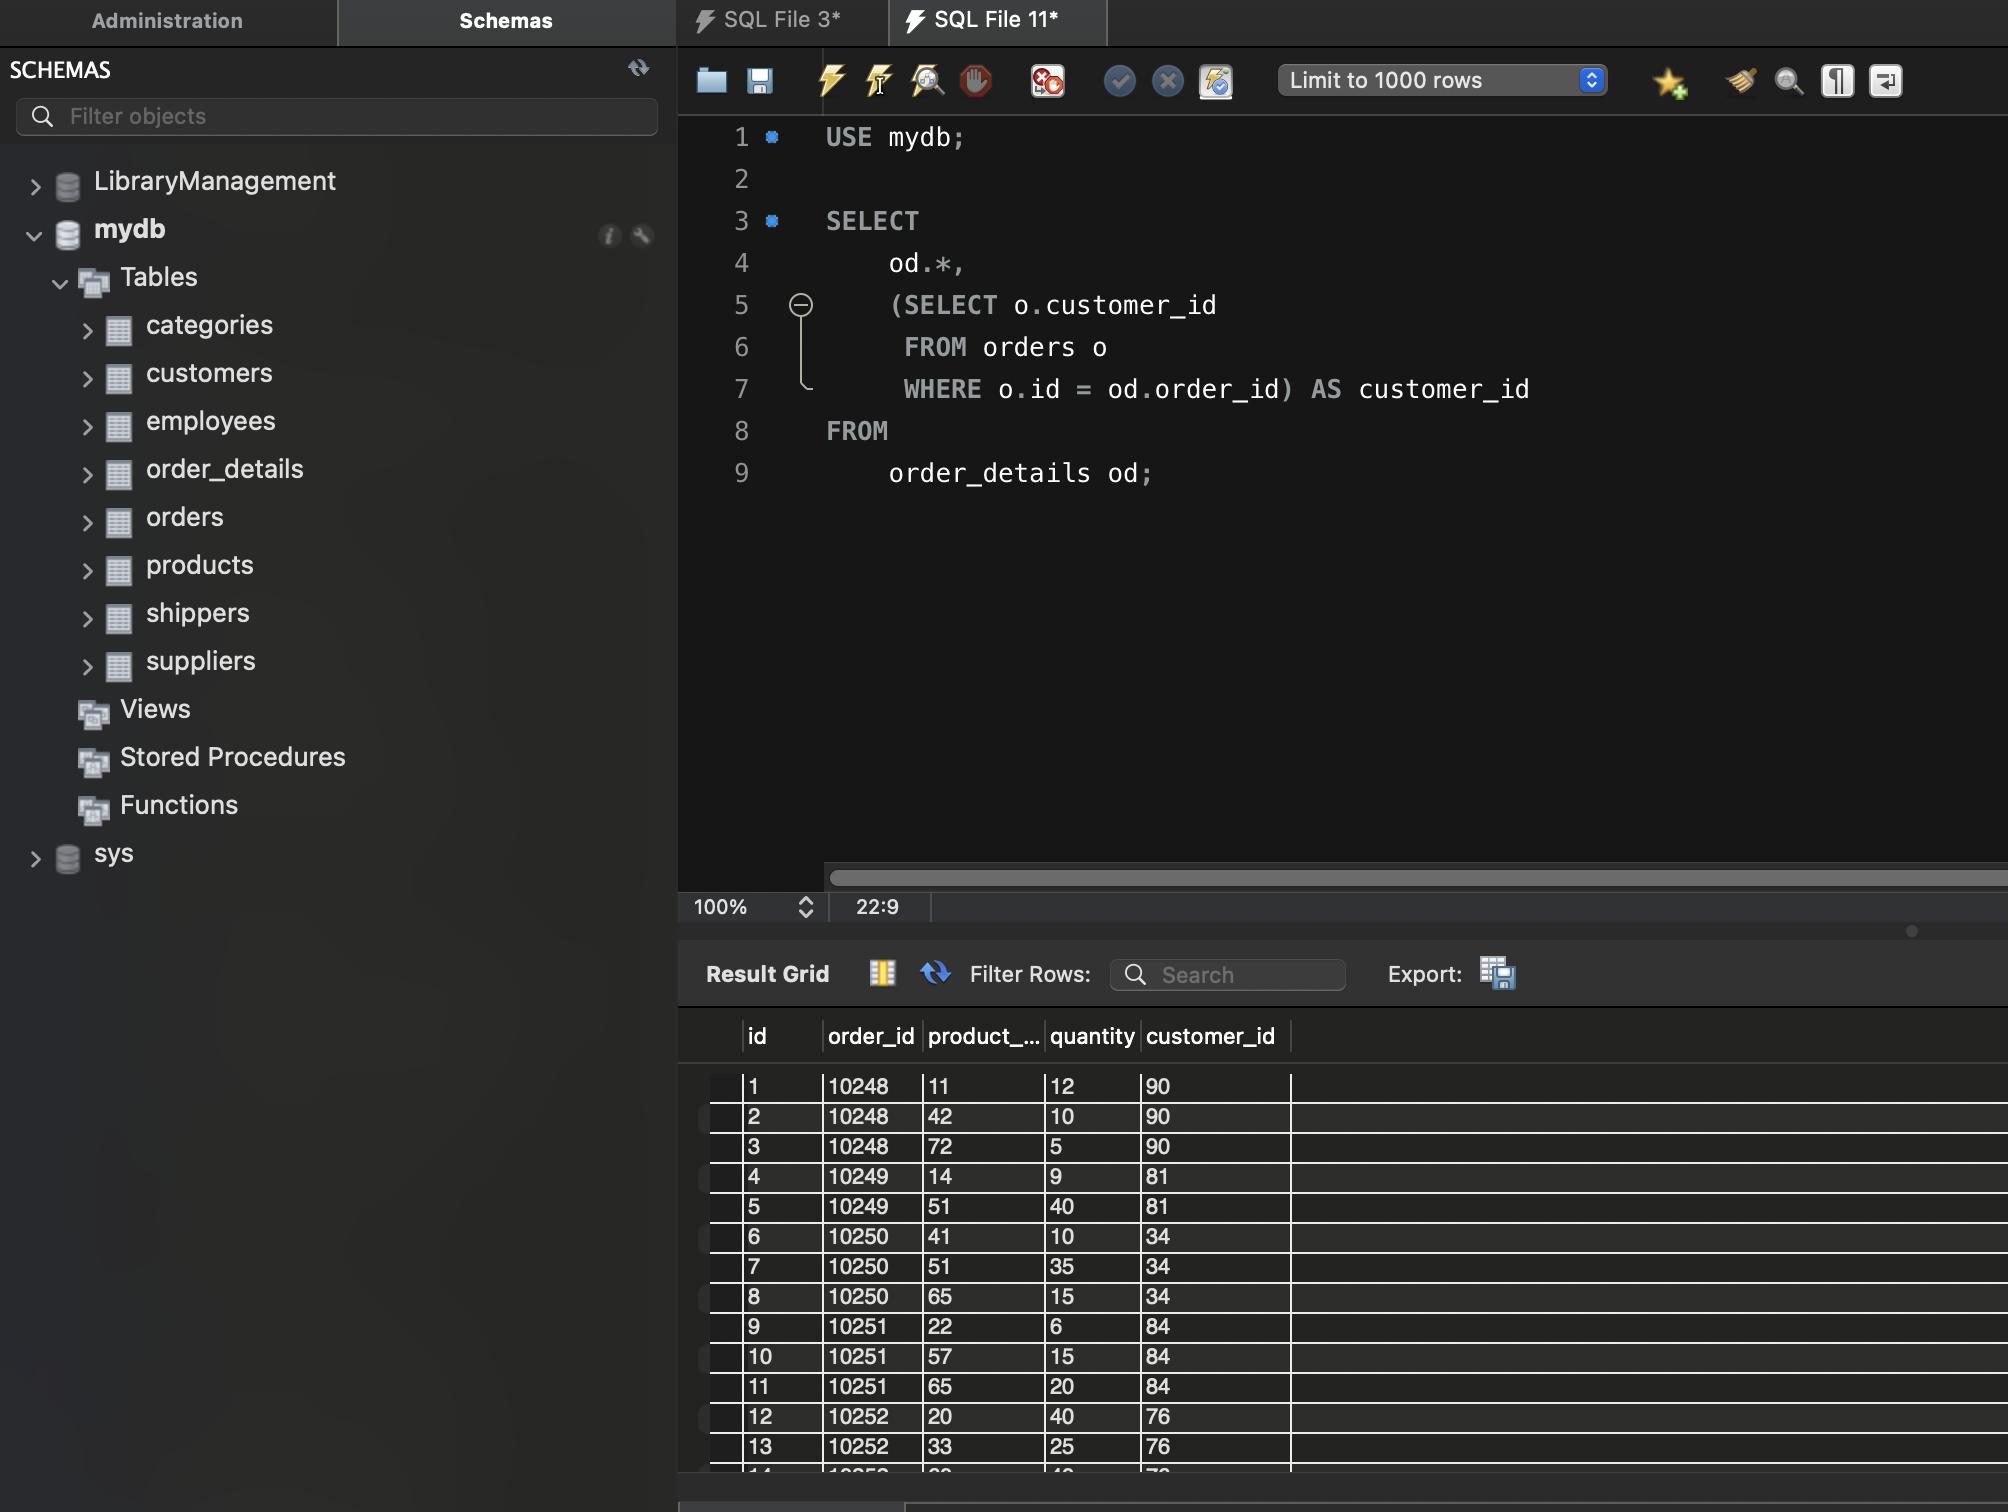 Administration
Schemas
SCHEMAS
Filter objects
LibraryManagement
mydb
Tables
categories
customers
employees
order_details
orders
products
shippers
suppliers
Views
Stored Procedures
Functions
sys
SQL File 3*
SQL File 11*
Limit to 1000 rows
1 USE mydb;
2
3 SELECT
4 od.*,
5 (SELECT o.customer_id
6 FROM orders o
7 WHERE o.id = od.order_id) AS customer_id
8 FROM
9 order_details od;
100% 22:9
Result Grid Filter Rows: Search Export:
id order_id product_... quantity customer_id
1 10248 11 12 90
2 10248 42 10 90
3 10248 72 5 90
4 10249 14 9 81
5 10249 51 40 81
6 10250 41 10 34
7 10250 51 35 34
8 10250 65 15 34
9 10251 22 6 84
10 10251 57 15 84
11 10251 65 20 84
12 10252 20 40 76
13 10252 33 25 76